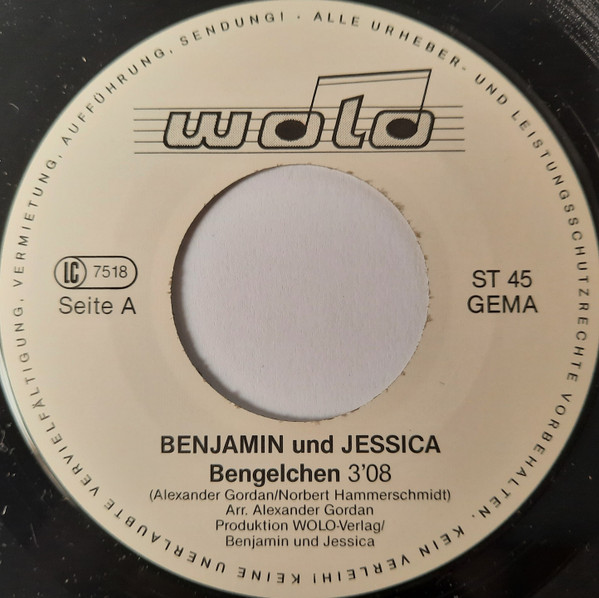 ALLE URHEBER- UND LEISTUNGSSCHUTZRECHTE VORBEHALTEN. KEIN VERLEIH! KEINE UNERLAUBTE VERVIELFÄLTIGUNG, VERMIETUNG, AUFFÜHRUNG, SENDUNG! ·
wolo
LC 7518
Seite A
ST 45
GEMA
BENJAMIN und JESSICA
Bengelchen 3'08
(Alexander Gordan/Norbert Hammerschmidt)
Arr. Alexander Gordan
Produktion WOLO-Verlag/
Benjamin und Jessica